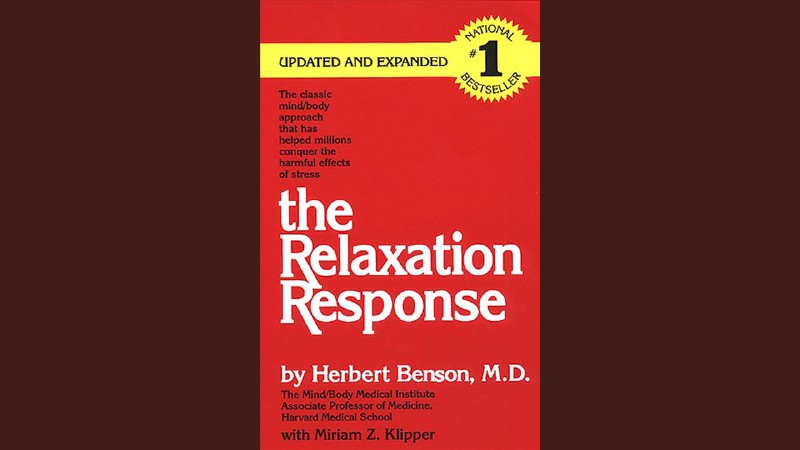 UPDATED AND EXPANDED
NATIONAL
#1
BESTSELLER
The classic
mind/body
approach
that has
helped millions
conquer the
harmful effects
of stress
the
Relaxation
Response
by Herbert Benson, M.D.
The Mind/Body Medical Institute
Associate Professor of Medicine,
Harvard Medical School
with Miriam Z. Klipper